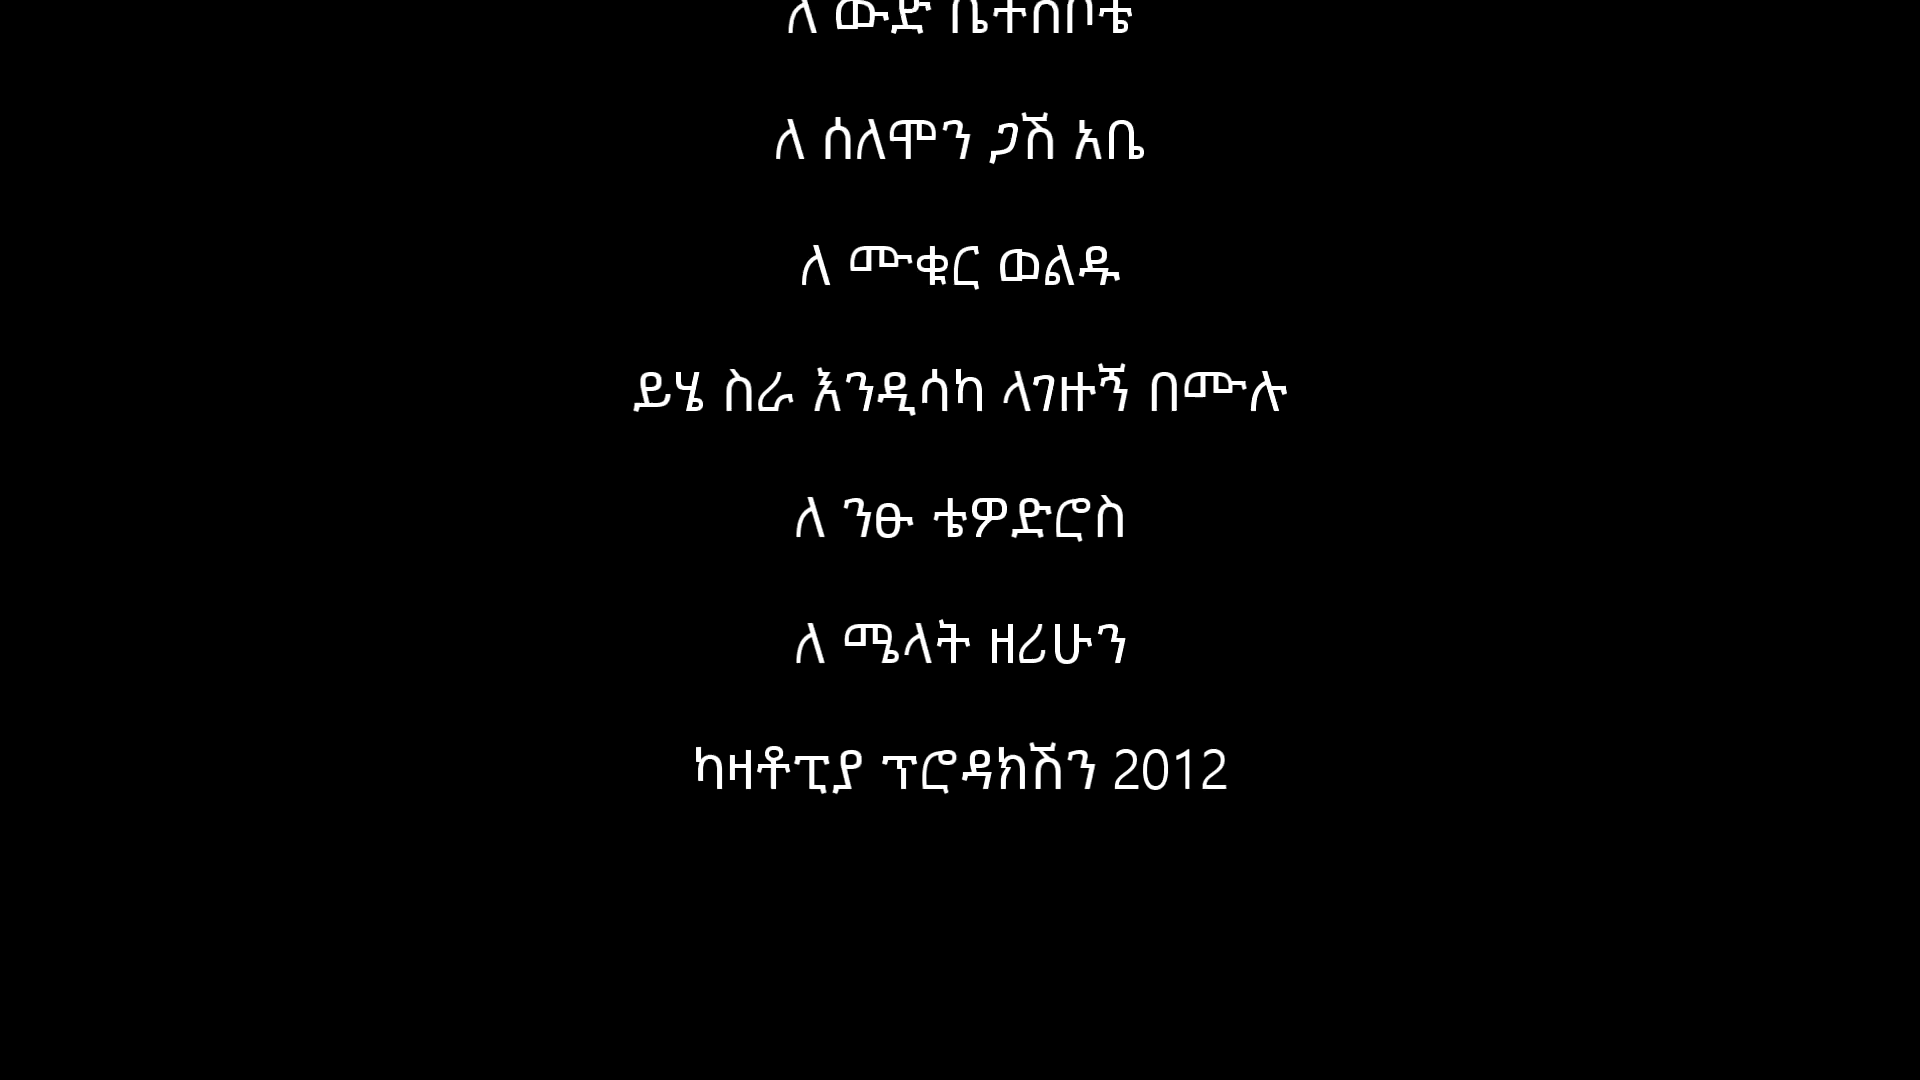 ለ ውድ ቤተሰቦቼ
ለ ሰለሞን ጋሽ አቤ
ለ ሙቁር ወልዱ
ይሄ ስራ እንዲሳካ ላገዙኝ በሙሉ
ለ ንፁ ቴዎድሮስ
ለ ሜላት ዘሪሁን
ካዛቶፒያ ፕሮዳክሽን 2012